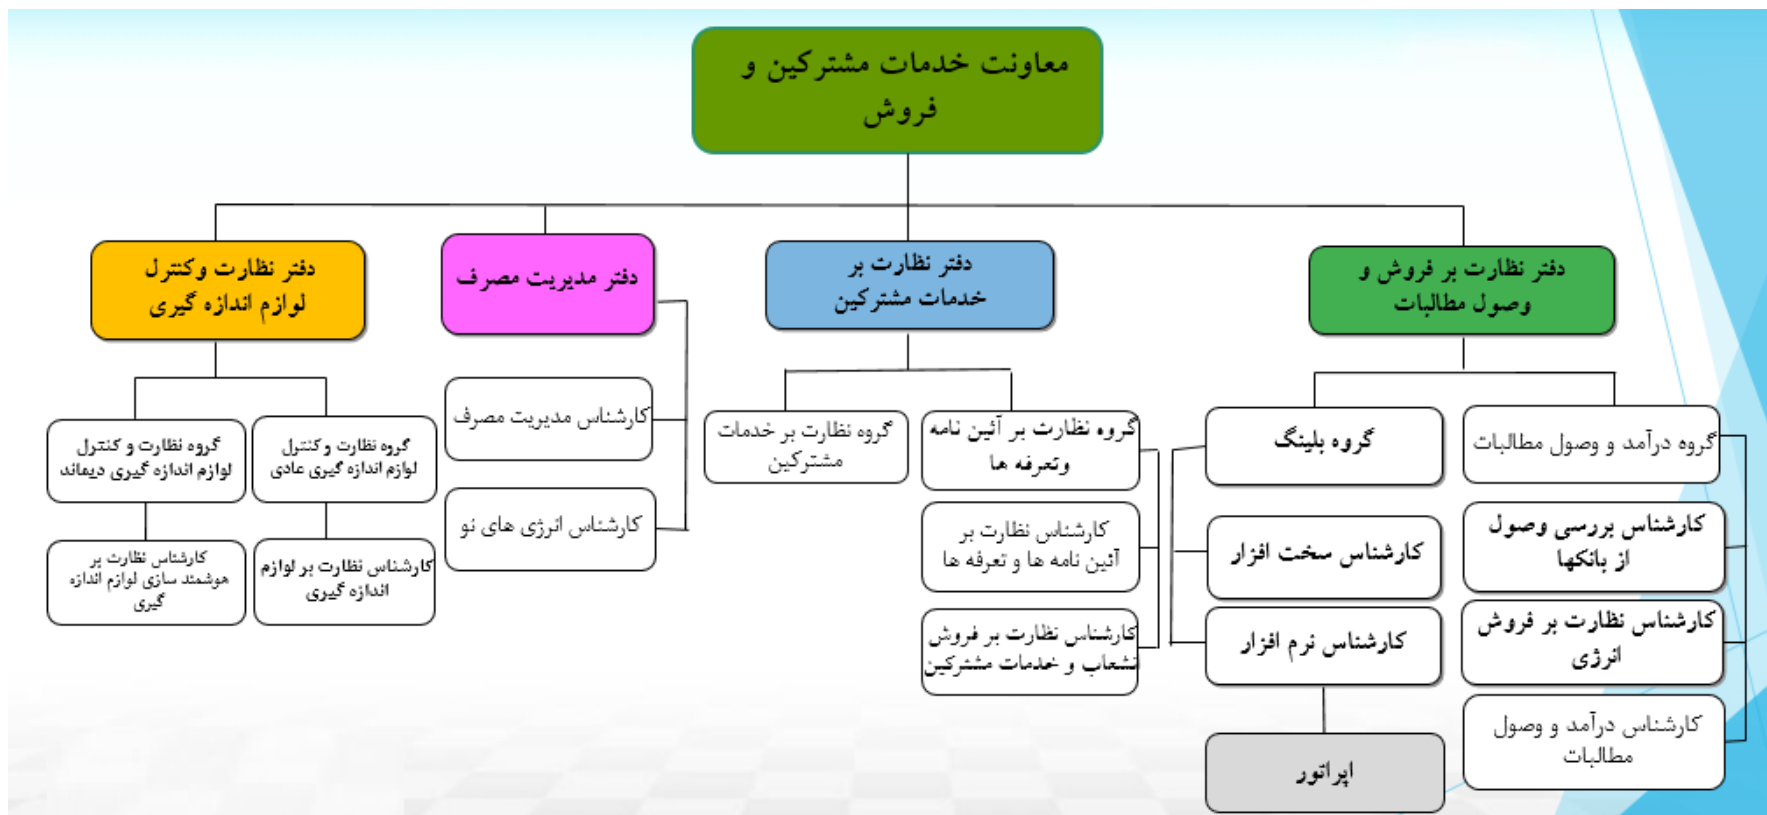 معاونت خدمات مشترکین و
فروش
دفتر نظارت بر فروش و
وصول مطالبات
دفتر نظارت بر
خدمات مشترکین
دفتر مدیریت مصرف
دفتر نظارت وکنترل
لوازم اندازه گیری
گروه درآمد و وصول مطالبات
کارشناس بررسی وصول
از بانکها
کارشناس نظارت بر فروش
انرژی
کارشناس درآمد و وصول
مطالبات
گروه بلینگ
کارشناس سخت افزار
کارشناس نرم افزار
اپراتور
گروه نظارت بر آئین نامه
وتعرفه ها
کارشناس نظارت بر
آئین نامه ها و تعرفه ها
کارشناس نظارت بر فروش
نشعاب و خدمات مشترکین
گروه نظارت بر خدمات
مشترکین
کارشناس مدیریت مصرف
کارشناس انرژی های نو
گروه نظارت وکنترل
لوازم اندازه گیری عادی
کارشناس نظارت بر لوازم
اندازه گیری
گروه نظارت و کنترل
لوازم اندازه گیری دیماند
کارشناس نظارت بر
هوشمند سازی لوازم اندازه
گیری